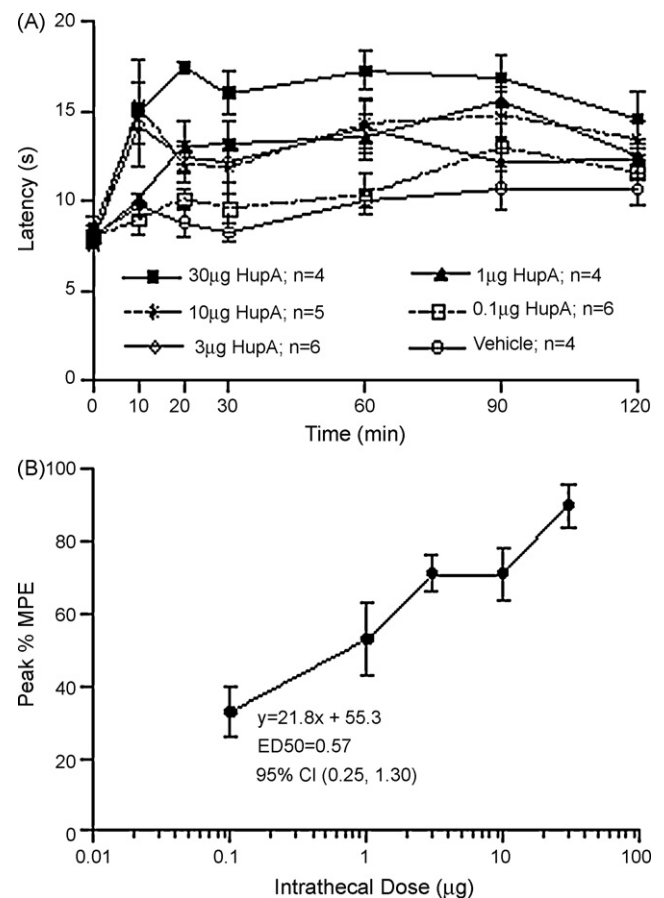 (A)
20
15
10
5
0
Latency (s)
30μg HupA; n=4
1μg HupA; n=4
10μg HupA; n=5
0.1μg HupA; n=6
3μg HupA; n=6
Vehicle; n=4
0 10 20 30 60 90 120
Time (min)
(B)
100
80
60
40
20
0
Peak % MPE
y=21.8x + 55.3
ED50=0.57
95% CI (0.25, 1.30)
0.01 0.1 1 10 100
Intrathecal Dose (μg)